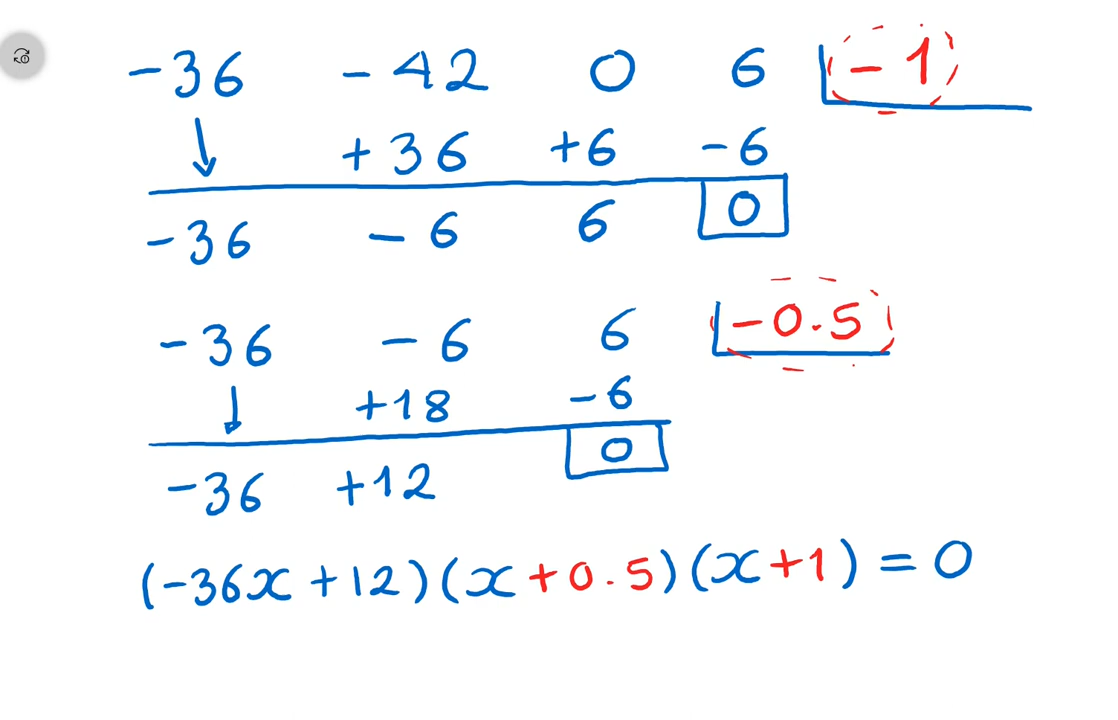 -36 -42 0 6 -1
↓ +36 +6 -6
-36 -6 6 0
-36 -6 6 -0.5
↓ +18 -6
-36 +12 0
(-36x+12)(x+0.5)(x+1)=0